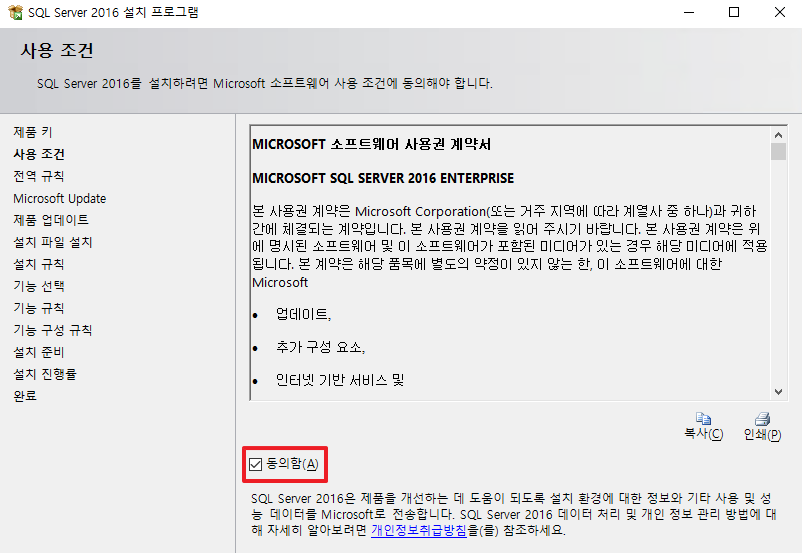 SQL Server 2016 설치 프로그램
사용 조건
SQL Server 2016를 설치하려면 Microsoft 소프트웨어 사용 조건에 동의해야 합니다.
제품 키
사용 조건
전역 규칙
Microsoft Update
제품 업데이트
설치 파일 설치
설치 규칙
기능 선택
기능 규칙
기능 구성 규칙
설치 준비
설치 진행률
완료
MICROSOFT 소프트웨어 사용권 계약서
MICROSOFT SQL SERVER 2016 ENTERPRISE
본 사용권 계약은 Microsoft Corporation(또는 거주 지역에 따라 계열사 중 하나)과 귀하
간에 체결되는 계약입니다. 본 사용권 계약을 읽어 주시기 바랍니다. 본 사용권 계약은 위
에 명시된 소프트웨어 및 이 소프트웨어가 포함된 미디어가 있는 경우 해당 미디어에 적용
됩니다. 본 계약은 해당 품목에 별도의 약정이 있지 않는 한, 이 소프트웨어에 대한
Microsoft
• 업데이트,
• 추가 구성 요소,
• 인터넷 기반 서비스 및
복사(C)
인쇄(P)
동의함(A)
SQL Server 2016은 제품을 개선하는 데 도움이 되도록 설치 환경에 대한 정보와 기타 사용 및 성
능 데이터를 Microsoft로 전송합니다. SQL Server 2016 데이터 처리 및 개인 정보 관리 방법에 대
해 자세히 알아보려면 개인정보취급방침을(를) 참조하세요.